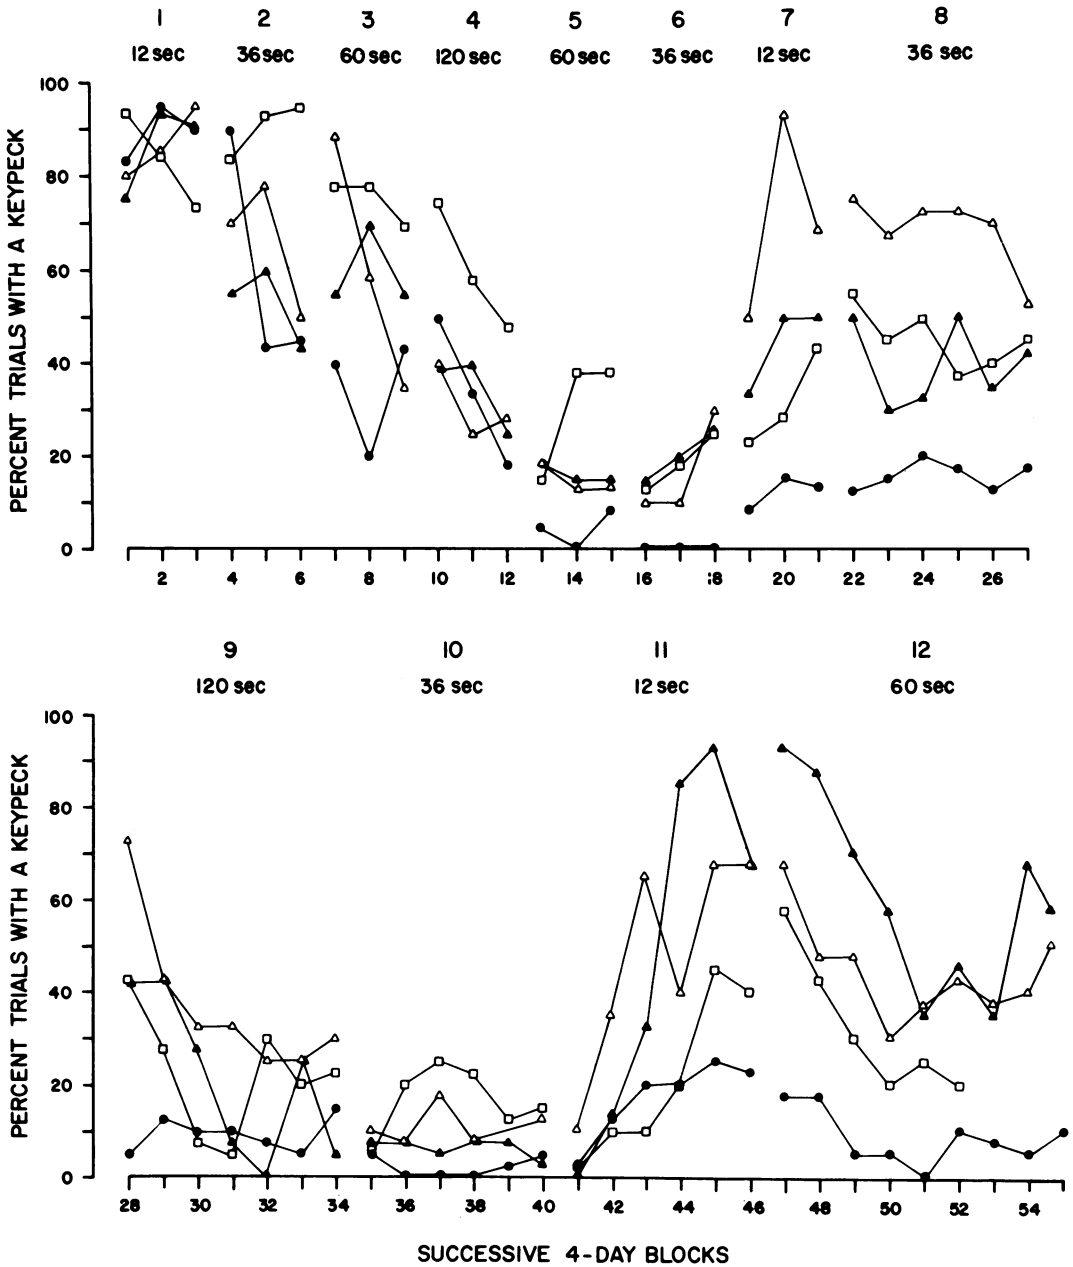 1 2 3 4 5 6 7 8
12 sec 36 sec 60 sec 120 sec 60 sec 36 sec 12 sec 36 sec
PERCENT TRIALS WITH A KEYPECK
100
80
60
40
20
0
2 4 6 8 10 12 14 16 18 20 22 24 26
9 10 11 12
120 sec 36 sec 12 sec 60 sec
PERCENT TRIALS WITH A KEYPECK
100
80
60
40
20
0
28 30 32 34 36 38 40 42 44 46 48 50 52 54
SUCCESSIVE 4-DAY BLOCKS